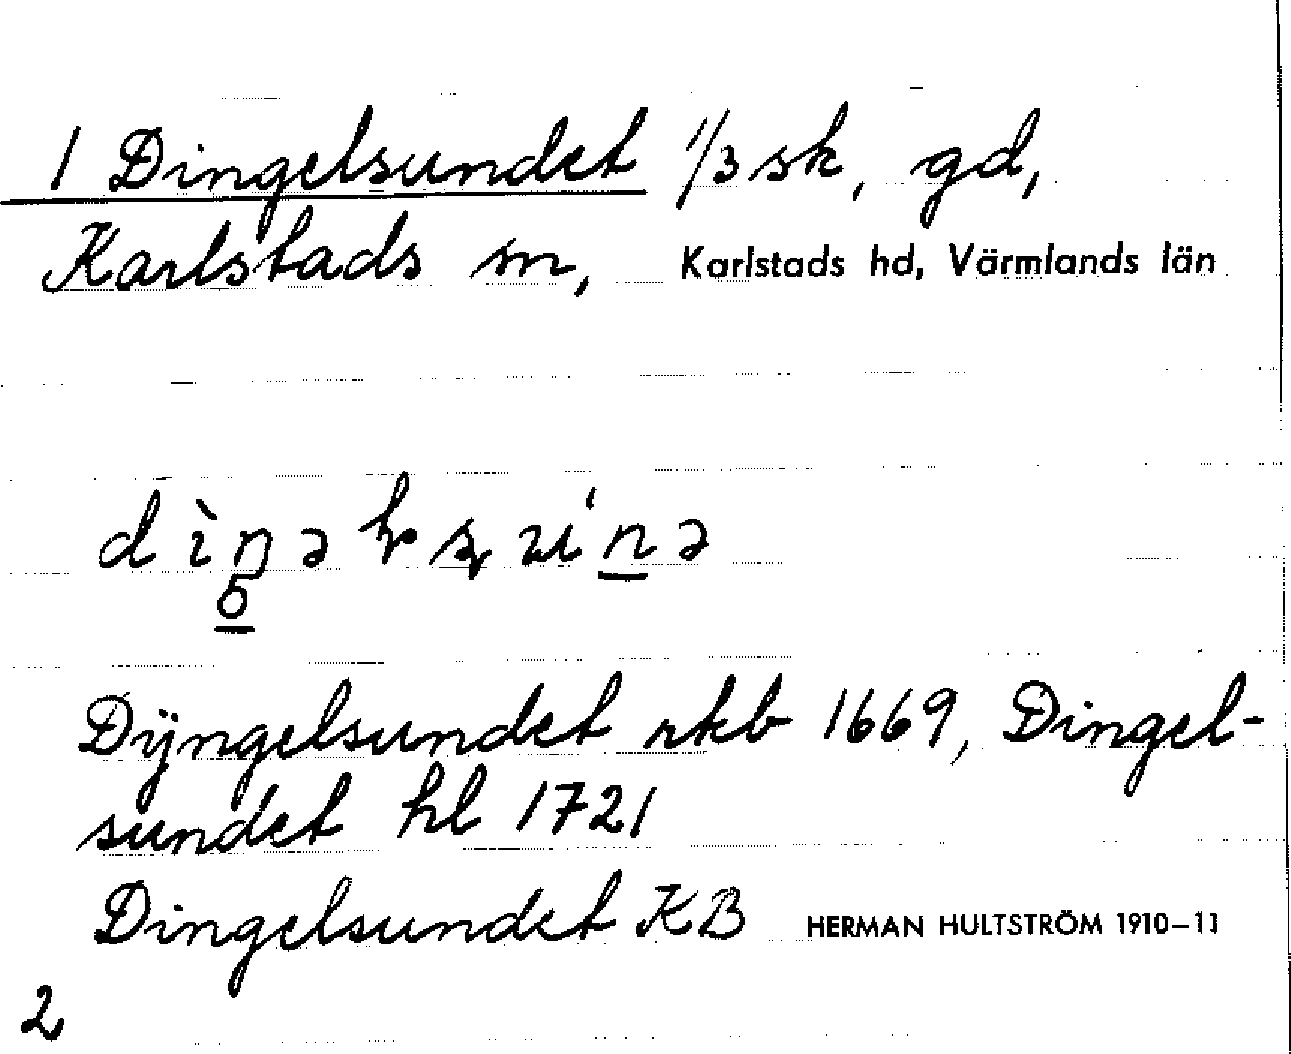 1 Dingelsundet 1/3 sk, gd,
Karlstads sn, Karlstads hd, Värmlands län
Dÿngelsundet rkb 1669, Dingel-
sundet hl 1721
Dingelsundet KB HERMAN HULTSTRÖM 1910–11
2